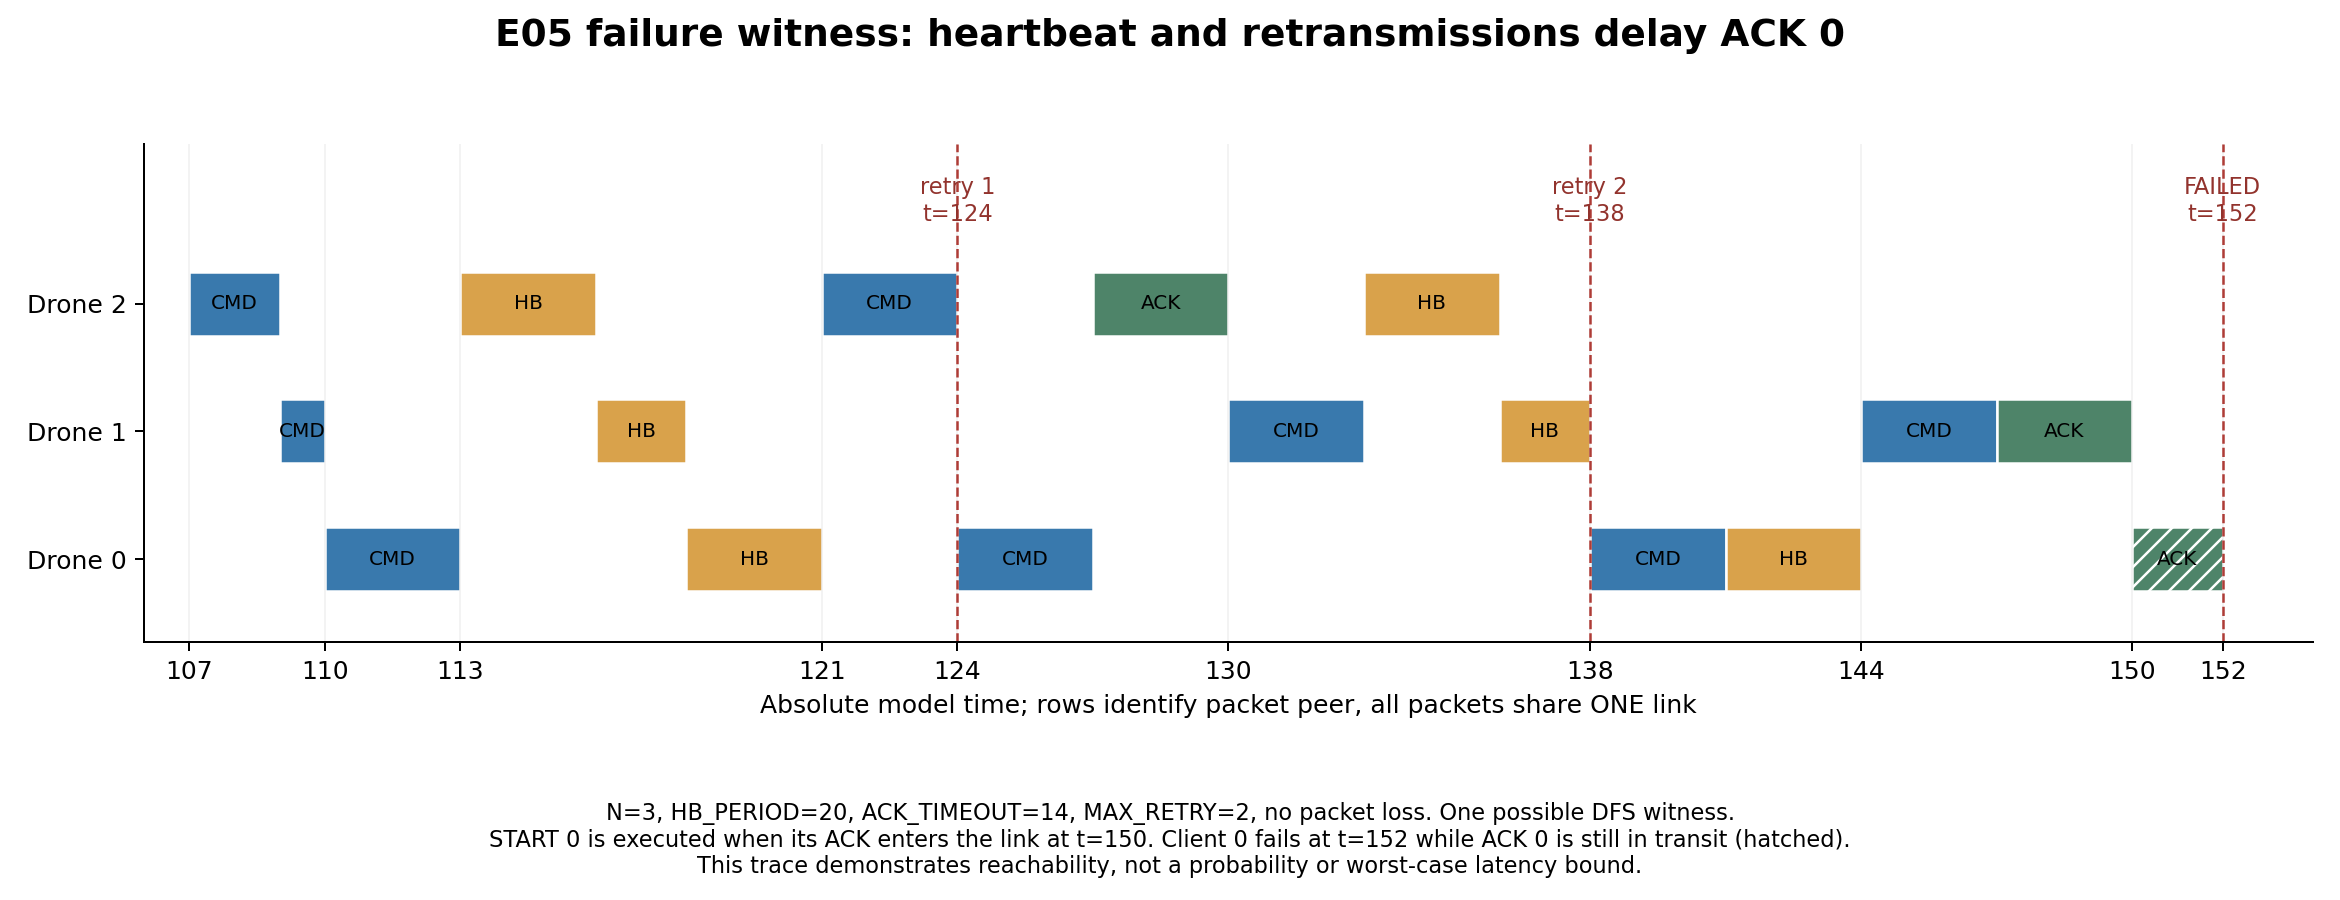 E05 failure witness: heartbeat and retransmissions delay ACK 0
retry 1
t=124
retry 2
t=138
FAILED
t=152
Drone 2
CMD
HB
CMD
ACK
HB
Drone 1
CMD
HB
CMD
HB
CMD
ACK
Drone 0
CMD
HB
CMD
CMD
HB
ACK
107 110 113 121 124 130 138 144 150 152
Absolute model time; rows identify packet peer, all packets share ONE link
N=3, HB_PERIOD=20, ACK_TIMEOUT=14, MAX_RETRY=2, no packet loss. One possible DFS witness.
START 0 is executed when its ACK enters the link at t=150. Client 0 fails at t=152 while ACK 0 is still in transit (hatched).
This trace demonstrates reachability, not a probability or worst-case latency bound.